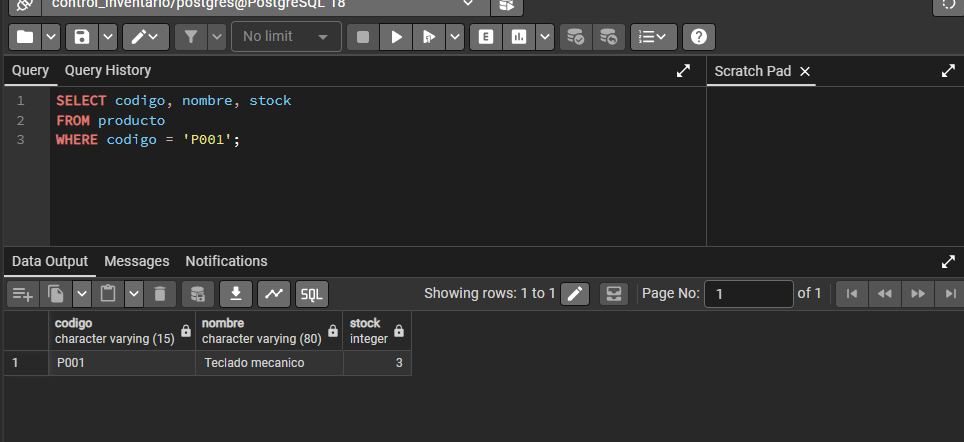 control_inventario/postgres@PostgreSQL 18
No limit
Query Query History
Scratch Pad
1 SELECT codigo, nombre, stock
2 FROM producto
3 WHERE codigo = 'P001';
Data Output Messages Notifications
SQL
Showing rows: 1 to 1
Page No: 1 of 1
codigo nombre stock
character varying (15) character varying (80) integer
1 P001 Teclado mecanico 3